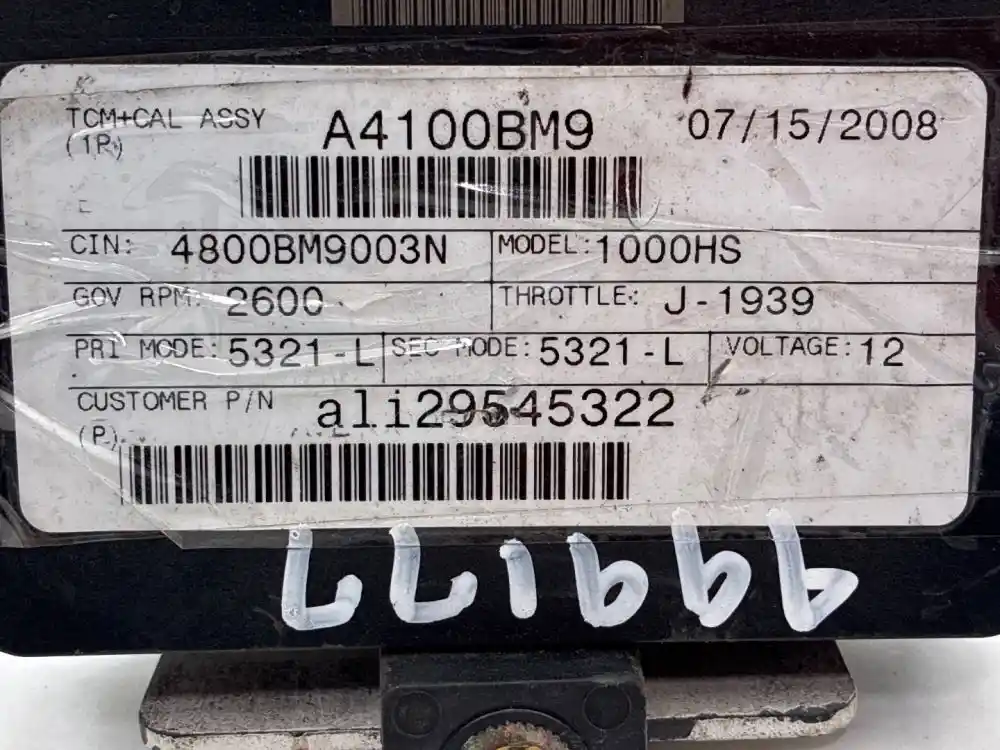 TCM+CAL ASSY A4100BM9 07/15/2008
(1P)
CIN: 4800BM9003N MODEL: 1000HS
GOV RPM: 2600 THROTTLE: J-1939
PRI MODE: 5321-L SEC MODE: 5321-L VOLTAGE: 12
CUSTOMER P/N ali29545322
(P)
499177